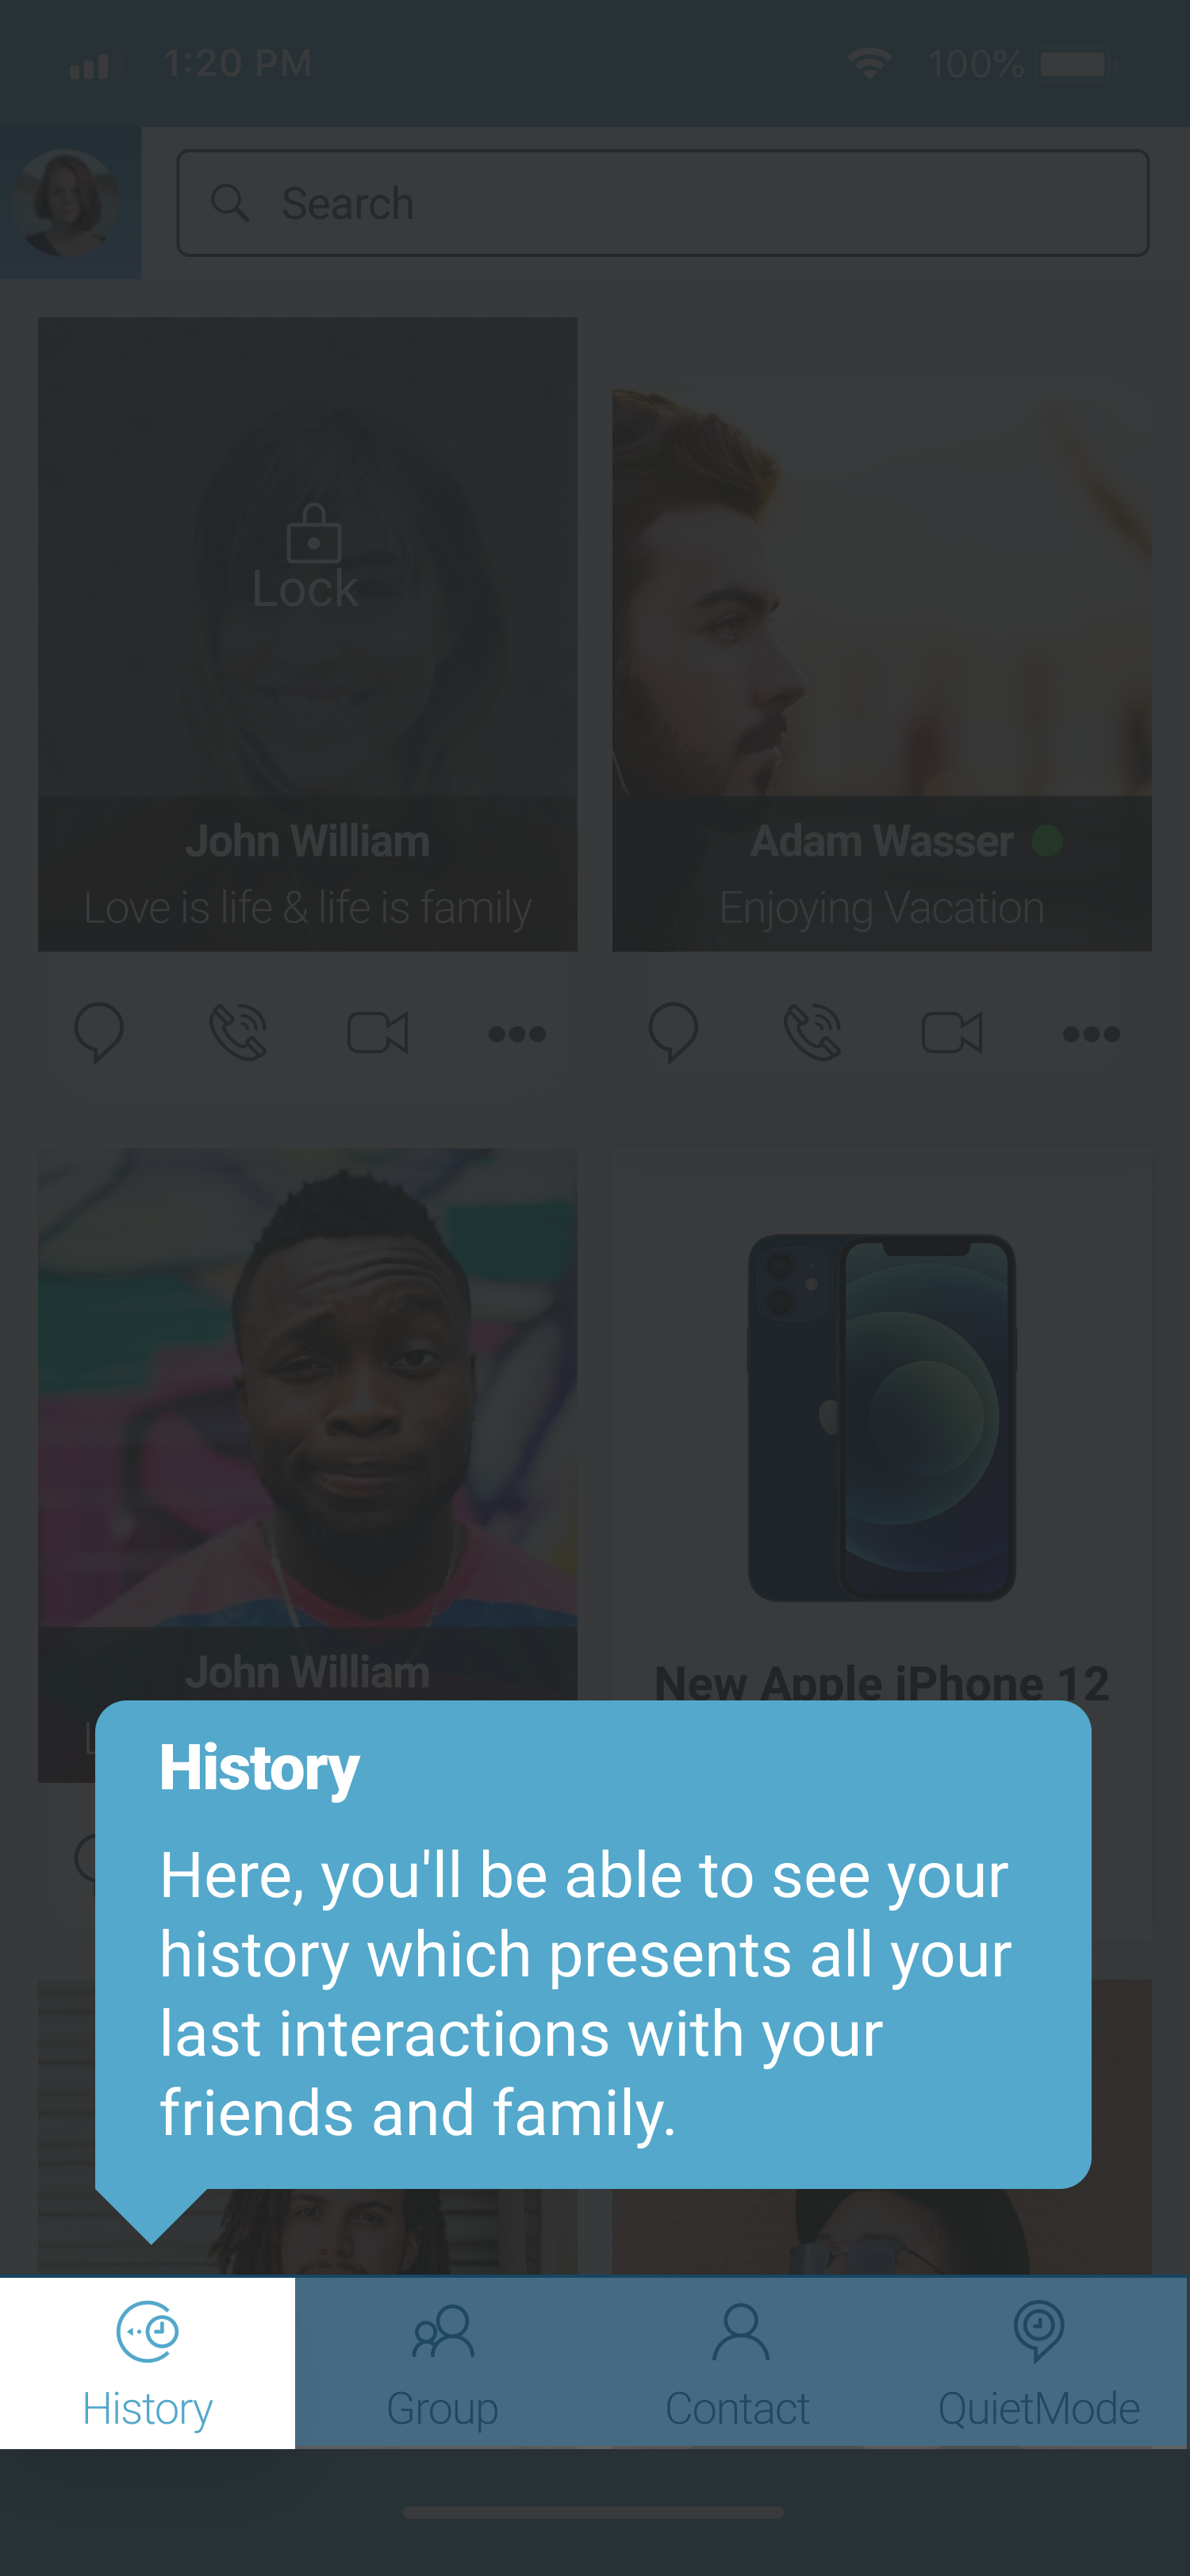 1:20 PM
100%
Search
Lock
John William
Love is life & life is family
Adam Wasser
Enjoying Vacation
John William
New Apple iPhone 12
History
Here, you'll be able to see your
history which presents all your
last interactions with your
friends and family.
History
Group
Contact
QuietMode